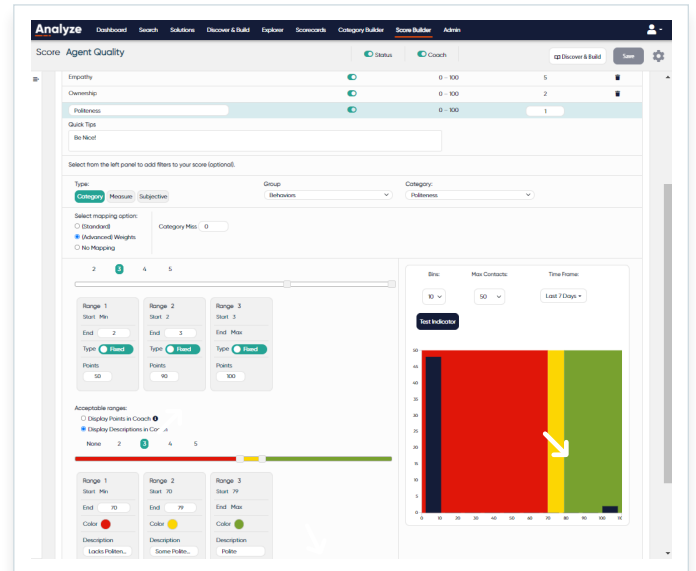 Analyze Dashboard Search Solutions Discover & Build Explorer Scorecards Category Builder Score Builder Admin
Score Agent Quality Status Coach Discover & Build Save
Empathy 0 - 100 5
Ownership 0 - 100 2
Politeness 0 - 100 1
Quick Tips
Be Nice!
Select from the left panel to add filters to your score (optional).
Type: Group Category:
Category Measure Subjective Behaviors Politeness
Select mapping option:
(Standard) Category Miss 0
(Advanced) Weights
No Mapping
2 3 4 5
Range 1 Range 2 Range 3
Start Min Start 2 Start 3
End 2 End 3 End Max
Type Fixed Type Fixed Type Fixed
Points Points Points
50 90 100
Acceptable ranges:
Display Points in Coach
Display Descriptions in
None 2 3 4 5
Range 1 Range 2 Range 3
Start Min Start 70 Start 79
End 70 End 79 End Max
Color Color Color
Description Description Description
Lacks Politen... Some Polite... Polite
Bins: Max Contacts: Time Frame:
10 50 Last 7 Days
Test Indicator
50
45
40
35
30
25
20
15
10
5
0
0 10 20 30 40 50 60 70 80 90 100